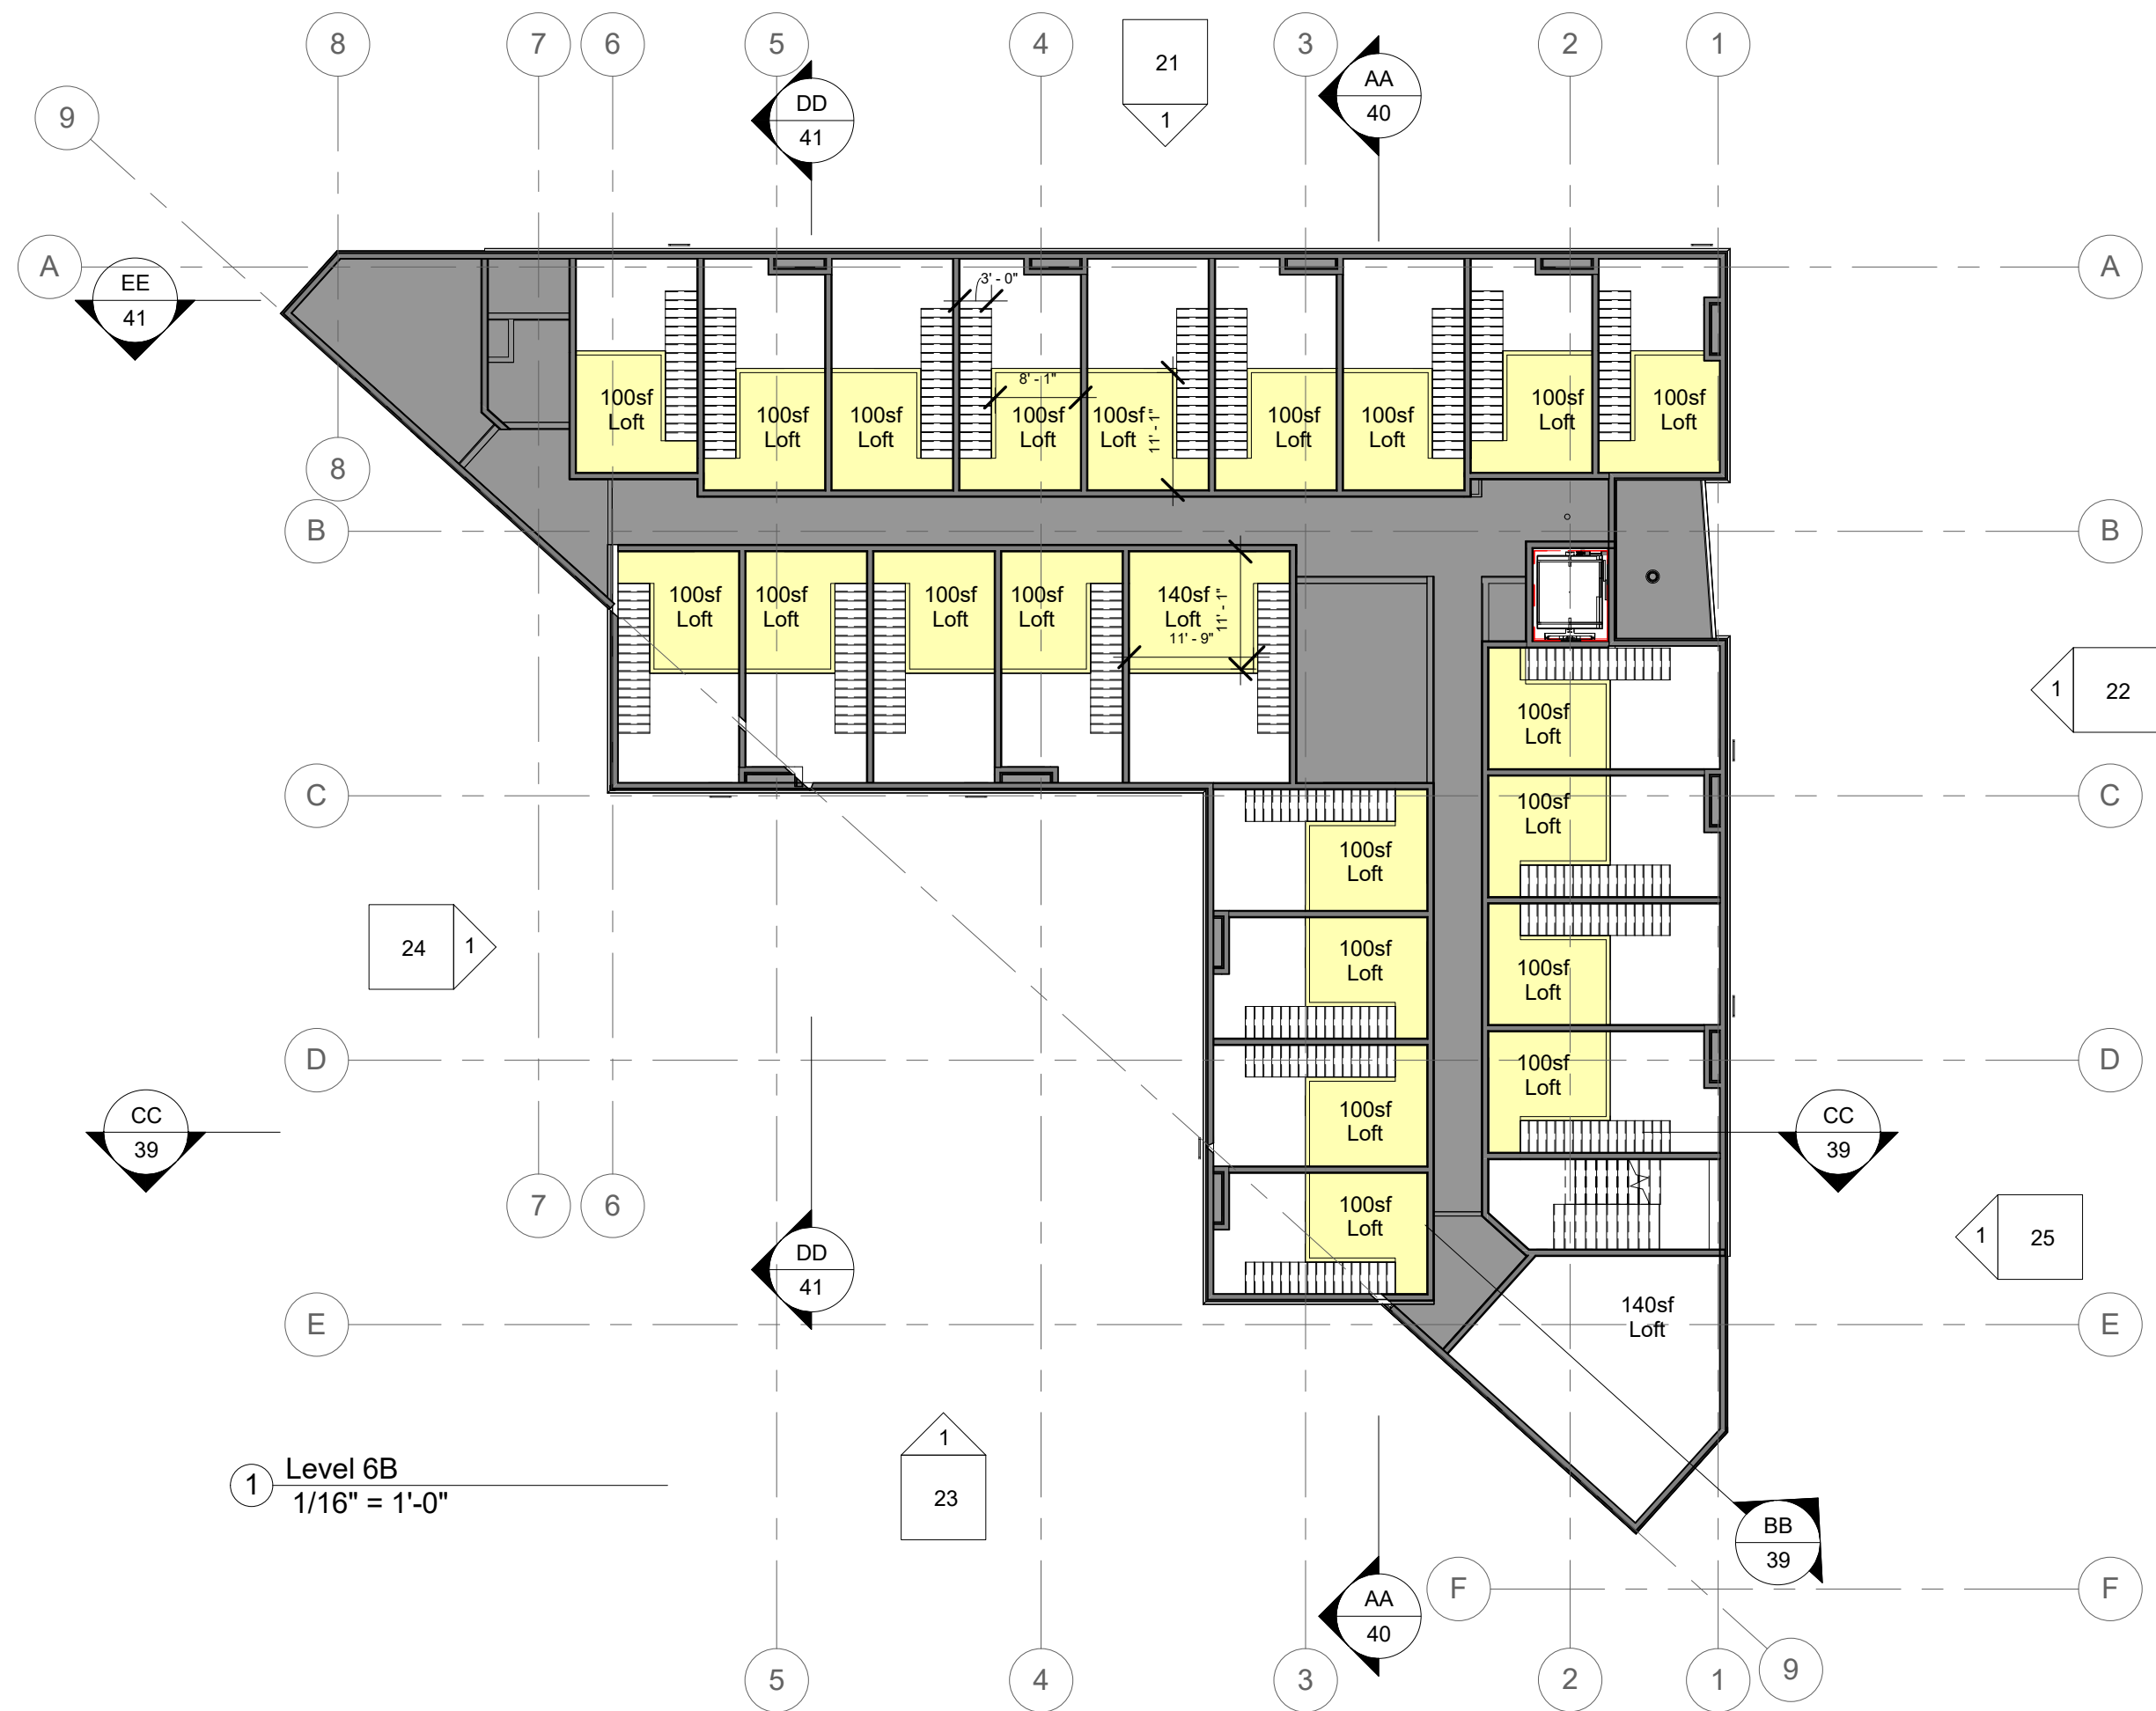 8
7
6
5
4
3
2
1
21
1
AA
40
DD
41
9
A
A
EE
41
3' - 0"
8' - 1"
100sf
Loft
100sf
Loft
100sf
Loft
100sf
Loft
100sf
Loft
11' - 1"
100sf
Loft
100sf
Loft
100sf
Loft
100sf
Loft
8
B
B
100sf
Loft
100sf
Loft
100sf
Loft
100sf
Loft
140sf
Loft
11' - 1"
11' - 9"
1
22
100sf
Loft
C
C
100sf
Loft
100sf
Loft
24
1
100sf
Loft
100sf
Loft
D
D
100sf
Loft
100sf
Loft
CC
39
CC
39
7
6
100sf
Loft
1
25
DD
41
E
E
140sf
Loft
1
Level 6B
1/16" = 1'-0"
1
23
BB
39
F
F
AA
40
5
4
3
2
1
9